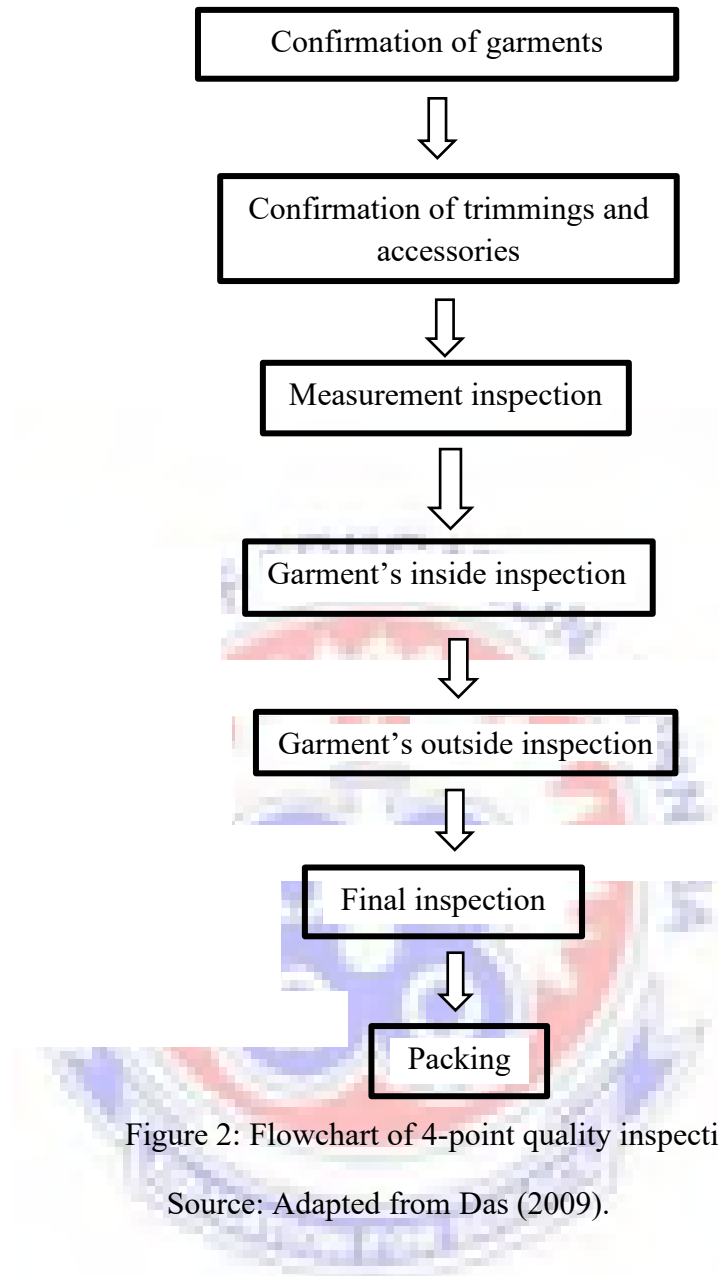 Confirmation of garments
Confirmation of trimmings and
accessories
Measurement inspection
Garment’s inside inspection
Garment’s outside inspection
Final inspection
Packing
Figure 2: Flowchart of 4-point quality inspecti
Source: Adapted from Das (2009).